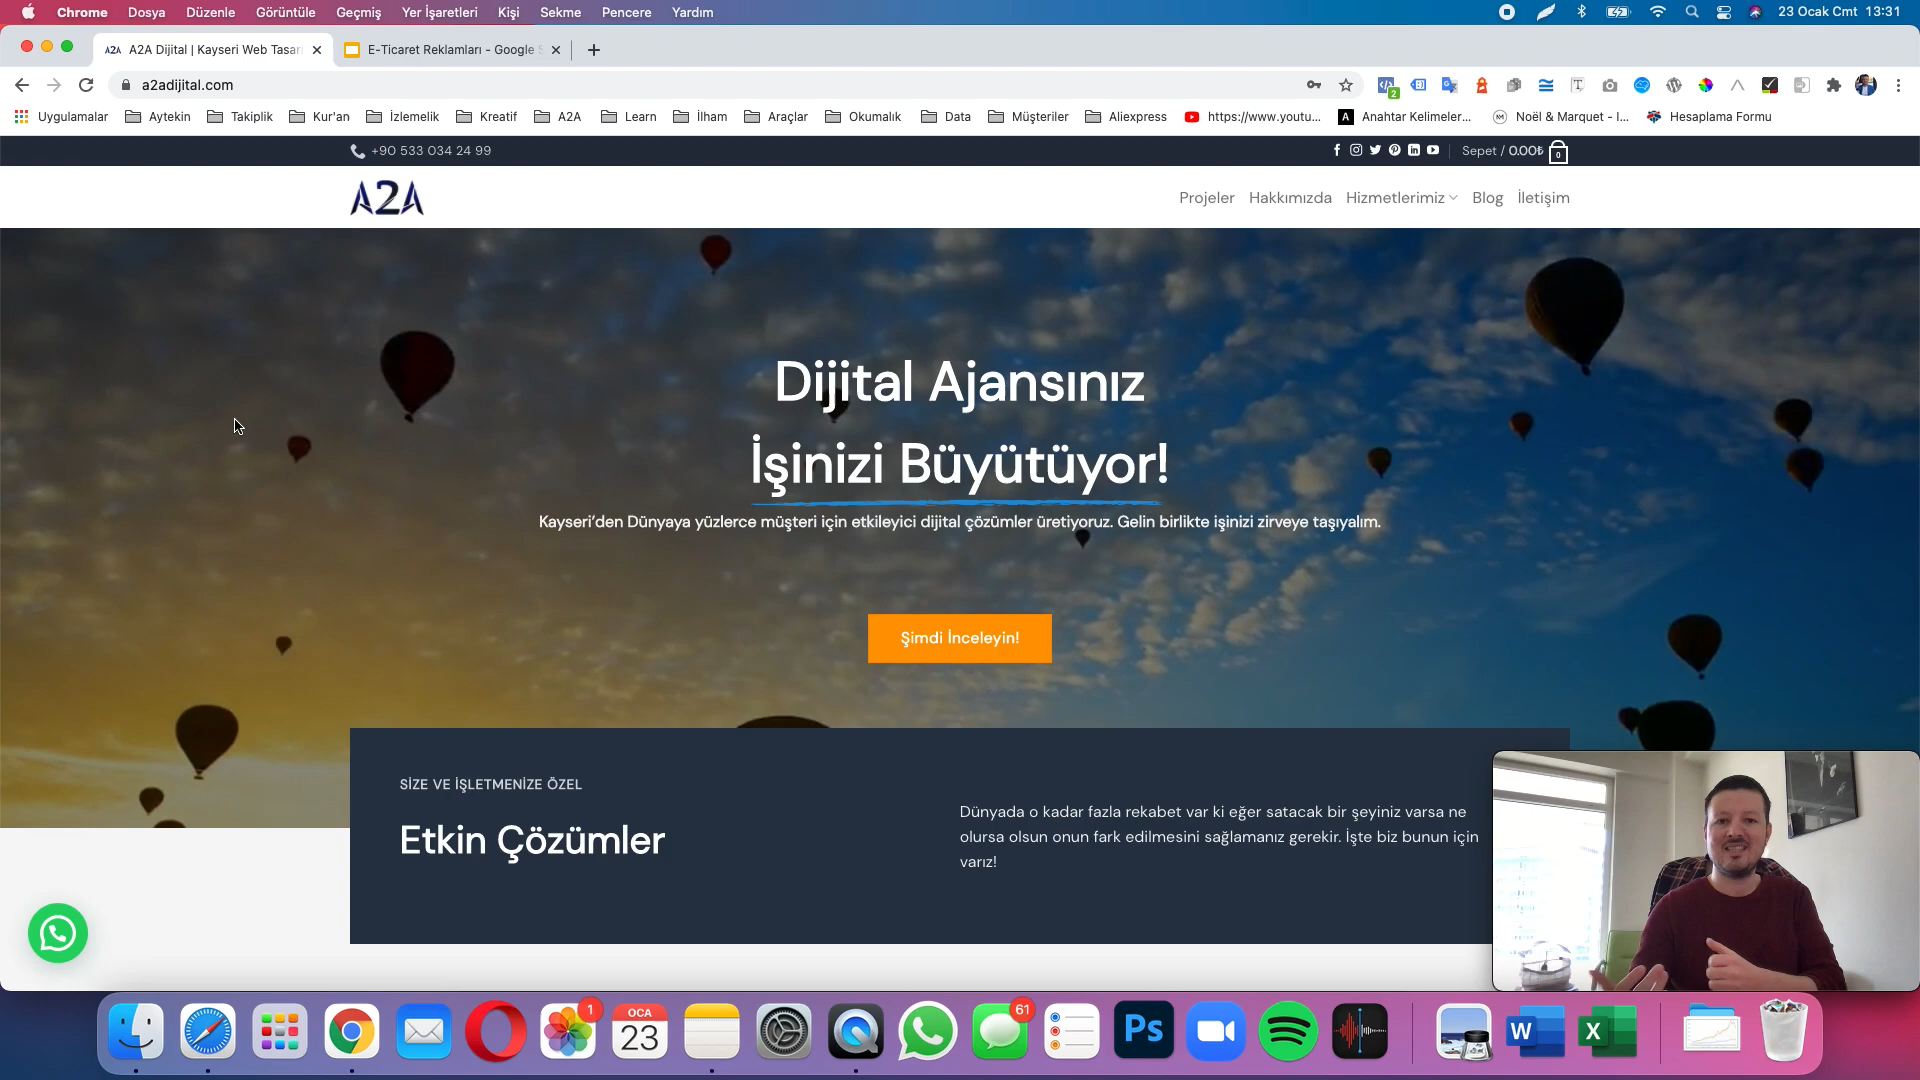 Chrome Dosya Düzenle Görüntüle Geçmiş Yer İşaretleri Kişi Sekme Pencere Yardım 23 Ocak Cmt 13:31
A2A A2A Dijital | Kayseri Web Tasarı E-Ticaret Reklamları - Google S
a2adijital.com 2
Uygulamalar Aytekin Takiplik Kur'an İzlemelik Kreatif A2A Learn İlham Araçlar Okumalık Data Müşteriler Aliexpress https://www.youtu... Anahtar Kelimeler... Noël & Marquet - I... Hesaplama Formu
+90 533 034 24 99 Sepet / 0.00₺ 0
A2A Projeler Hakkımızda Hizmetlerimiz Blog İletişim
Dijital Ajansınız
İşinizi Büyütüyor!
Kayseri’den Dünyaya yüzlerce müşteri için etkileyici dijital çözümler üretiyoruz. Gelin birlikte işinizi zirveye taşıyalım.
Şimdi İnceleyin!
SİZE VE İŞLETMENİZE ÖZEL
Etkin Çözümler
Dünyada o kadar fazla rekabet var ki eğer satacak bir şeyiniz varsa ne
olursa olsun onun fark edilmesini sağlamanız gerekir. İşte biz bunun için
varız!
1 OCA 23 61 Ps W X